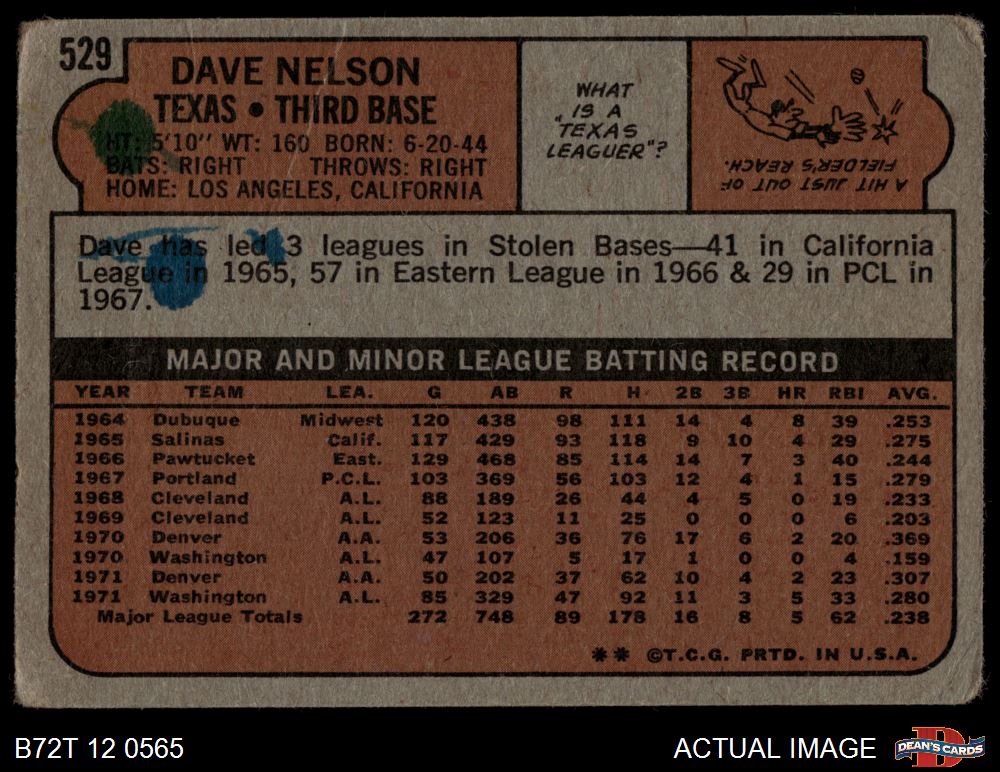 529
DAVE NELSON
TEXAS • THIRD BASE
HT: 5'10" WT: 160 BORN: 6-20-44
BATS: RIGHT THROWS: RIGHT
HOME: LOS ANGELES, CALIFORNIA
WHAT
IS A
"TEXAS
LEAGUER"?
A HIT JUST OUT OF
FIELDER'S REACH.
Dave has led 3 leagues in Stolen Bases—41 in California
League in 1965, 57 in Eastern League in 1966 & 29 in PCL in
1967.
MAJOR AND MINOR LEAGUE BATTING RECORD
YEAR TEAM LEA. G AB R H 2B 3B HR RBI AVG.
1964 Dubuque Midwest 120 438 98 111 14 4 8 39 .253
1965 Salinas Calif. 117 429 93 118 9 10 4 29 .275
1966 Pawtucket East. 129 468 85 114 14 7 3 40 .244
1967 Portland P.C.L. 103 369 56 103 12 4 1 15 .279
1968 Cleveland A.L. 88 189 26 44 4 5 0 19 .233
1969 Cleveland A.L. 52 123 11 25 0 0 0 6 .203
1970 Denver A.A. 53 206 36 76 17 6 2 20 .369
1970 Washington A.L. 47 107 5 17 1 0 0 4 .159
1971 Denver A.A. 50 202 37 62 10 4 2 23 .307
1971 Washington A.L. 85 329 47 92 11 3 5 33 .280
Major League Totals 272 748 89 178 16 8 5 62 .238
** ©T.C.G. PRTD. IN U.S.A.
B72T 12 0565
ACTUAL IMAGE
DEAN'S CARDS